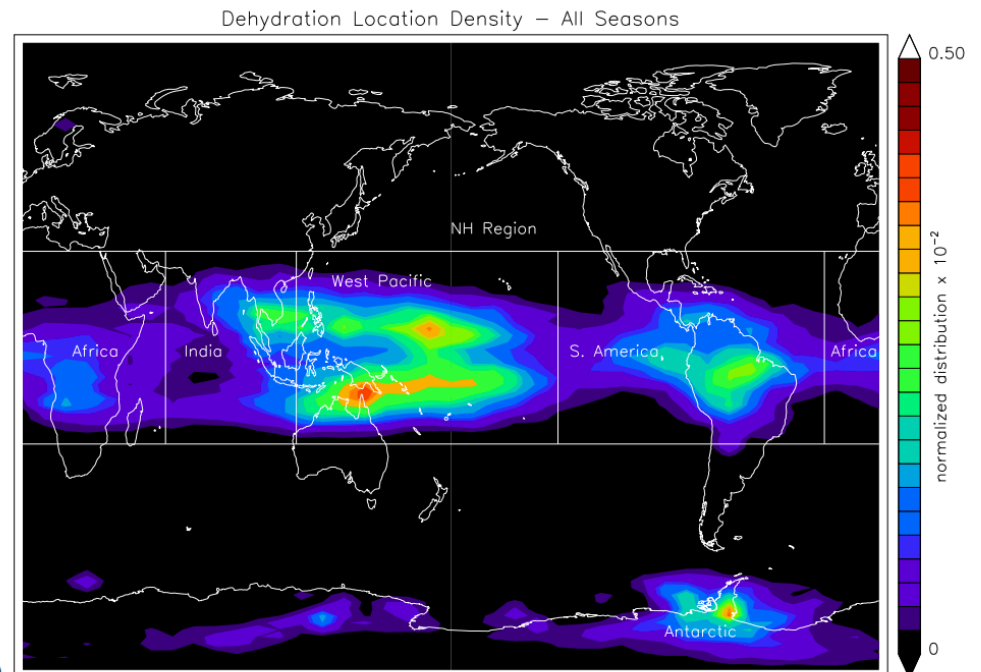 Dehydration Location Density – All Seasons
0.50
NH Region
West Pacific
Africa
India
S. America
Africa
normalized distribution x 10⁻²
Antarctic
0